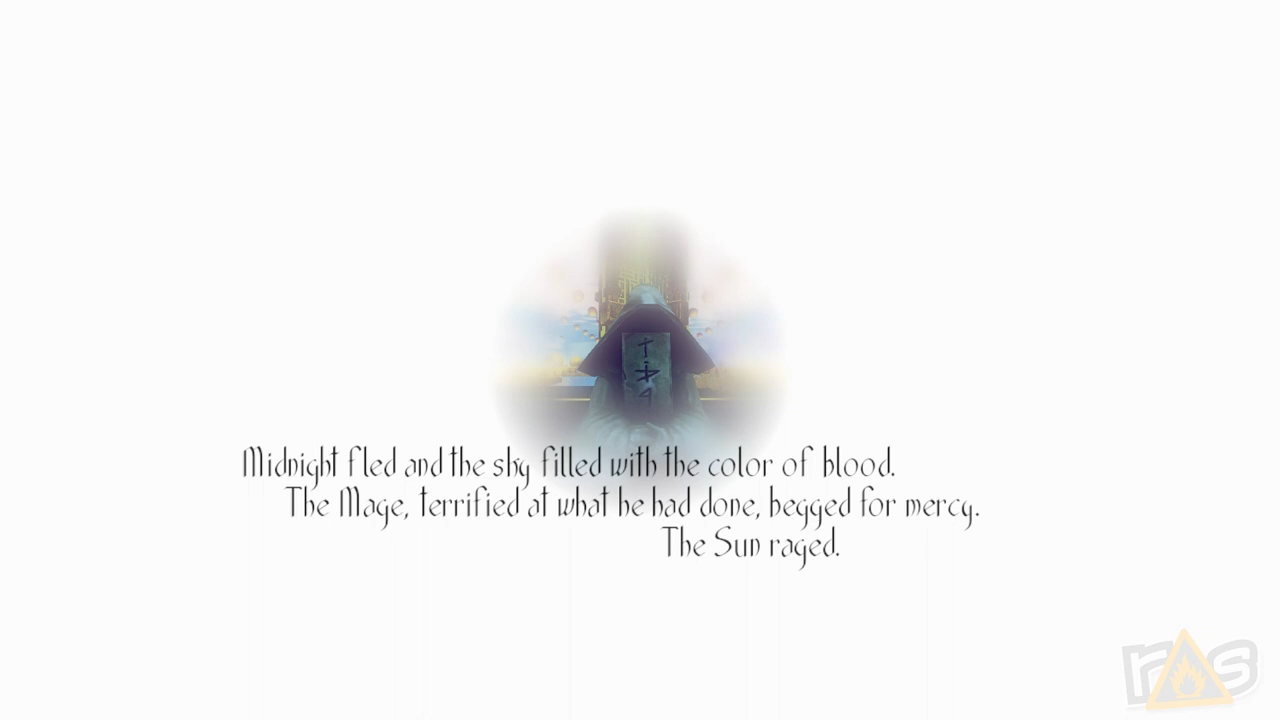 Midnight fled and the sky filled with the color of blood.
The Mage, terrified at what he had done, begged for mercy.
The Sun raged.
ras